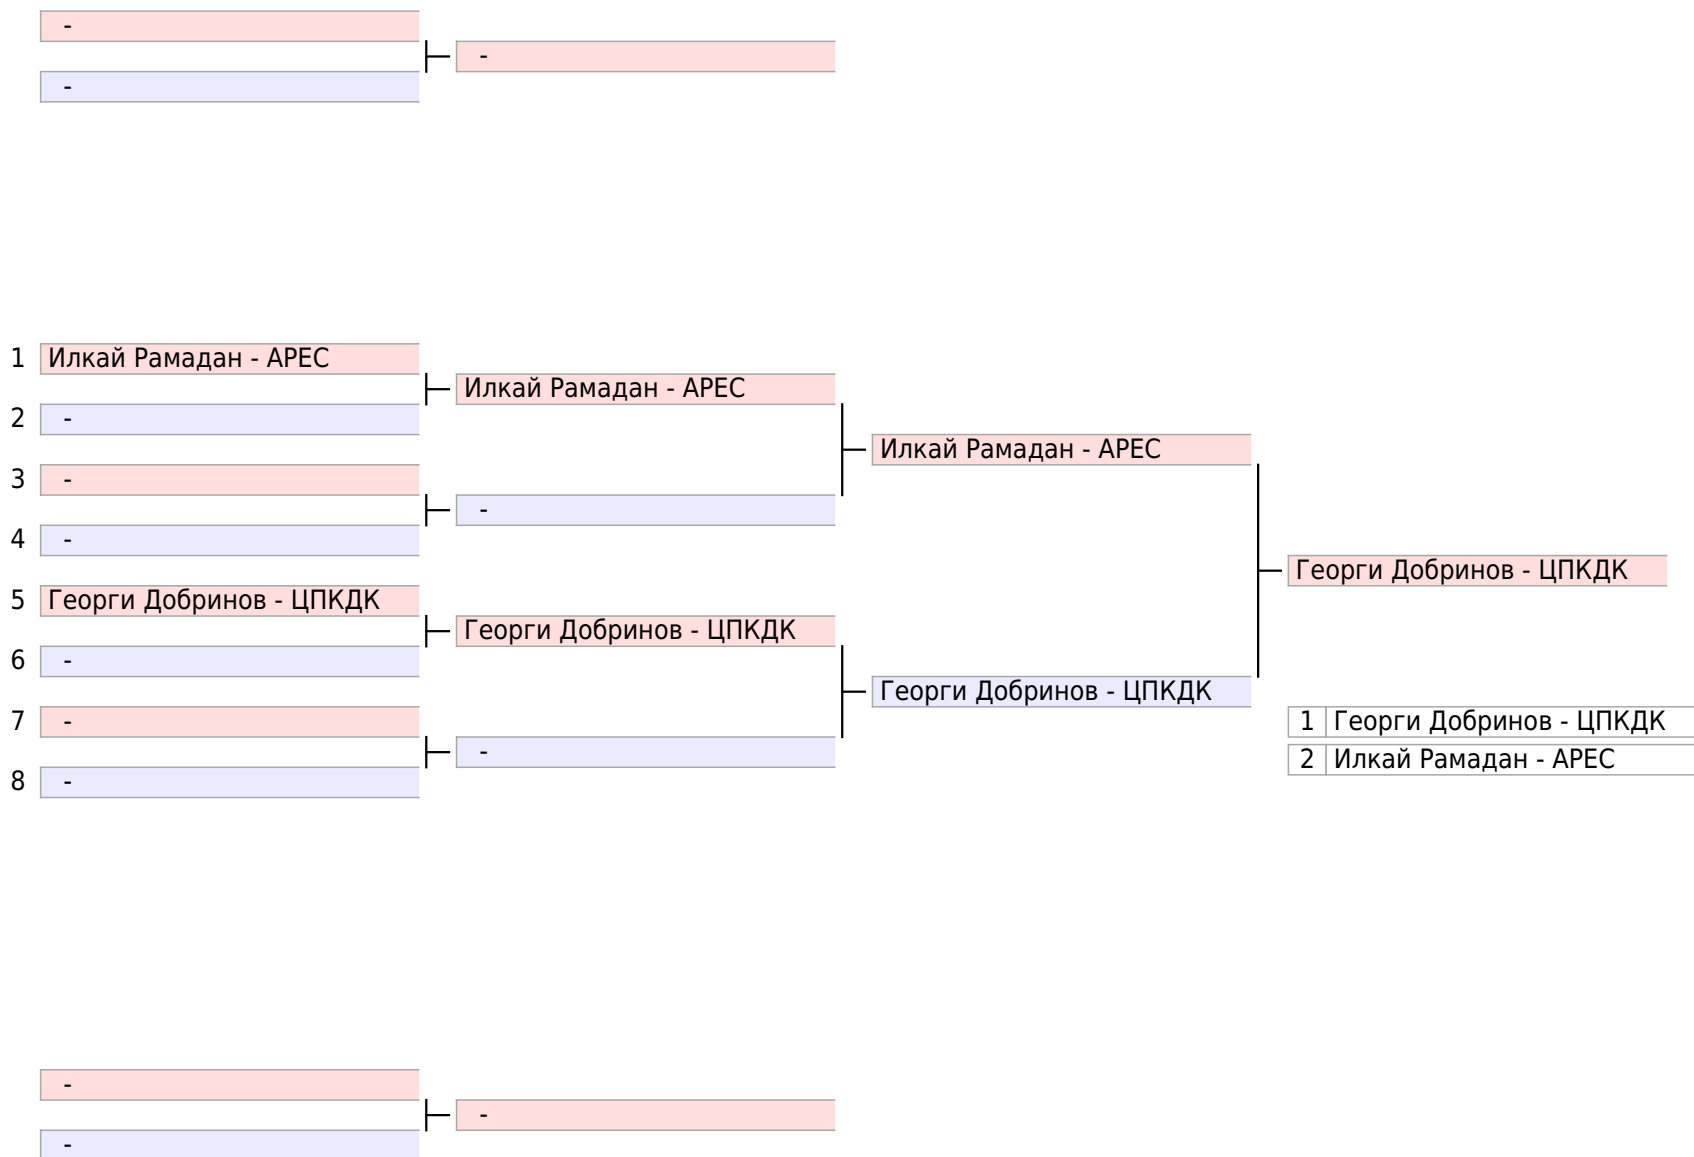 -
-
-
1 Илкай Рамадан - АРЕС
Илкай Рамадан - АРЕС
2 -
Илкай Рамадан - АРЕС
3 -
-
4 -
Георги Добринов - ЦПКДК
5 Георги Добринов - ЦПКДК
Георги Добринов - ЦПКДК
6 -
Георги Добринов - ЦПКДК
7 -
1 Георги Добринов - ЦПКДК
-
2 Илкай Рамадан - АРЕС
8 -
-
-
-